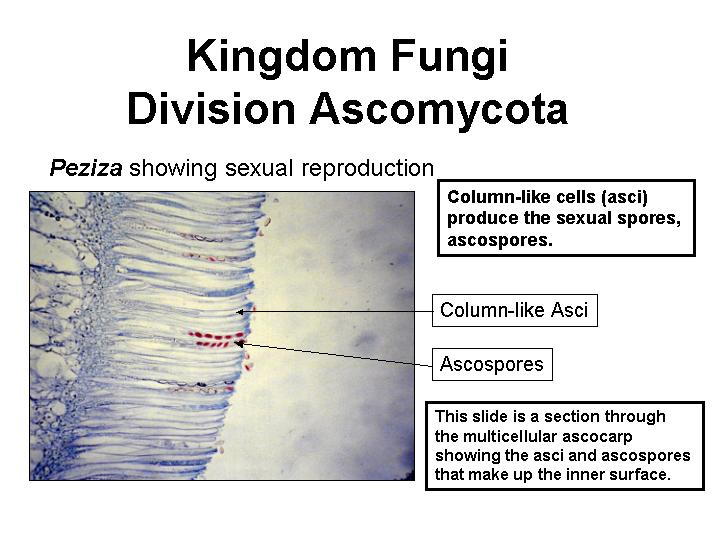 Kingdom Fungi
Division Ascomycota
Peziza showing sexual reproduction
Column-like cells (asci)
produce the sexual spores,
ascospores.
Column-like Asci
Ascospores
This slide is a section through
the multicellular ascocarp
showing the asci and ascospores
that make up the inner surface.